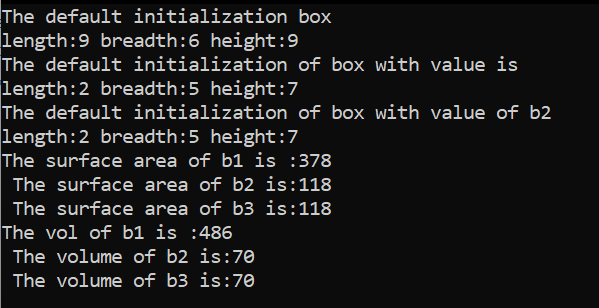 The default initialization box
length:9 breadth:6 height:9
The default initialization of box with value is
length:2 breadth:5 height:7
The default initialization of box with value of b2
length:2 breadth:5 height:7
The surface area of b1 is :378
 The surface area of b2 is:118
 The surface area of b3 is:118
The vol of b1 is :486
 The volume of b2 is:70
 The volume of b3 is:70